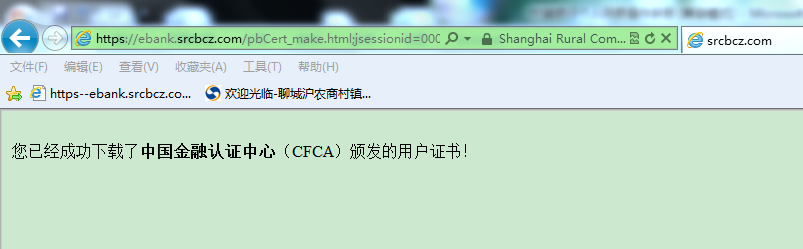 https://ebank.srcbcz.com/pbCert_make.html;jsessionid=000
Shanghai Rural Com...
srcbcz.com
文件(F) 编辑(E) 查看(V) 收藏夹(A) 工具(T) 帮助(H)
https--ebank.srcbcz.co... 欢迎光临-聊城沪农商村镇...
您已经成功下载了中国金融认证中心（CFCA）颁发的用户证书！